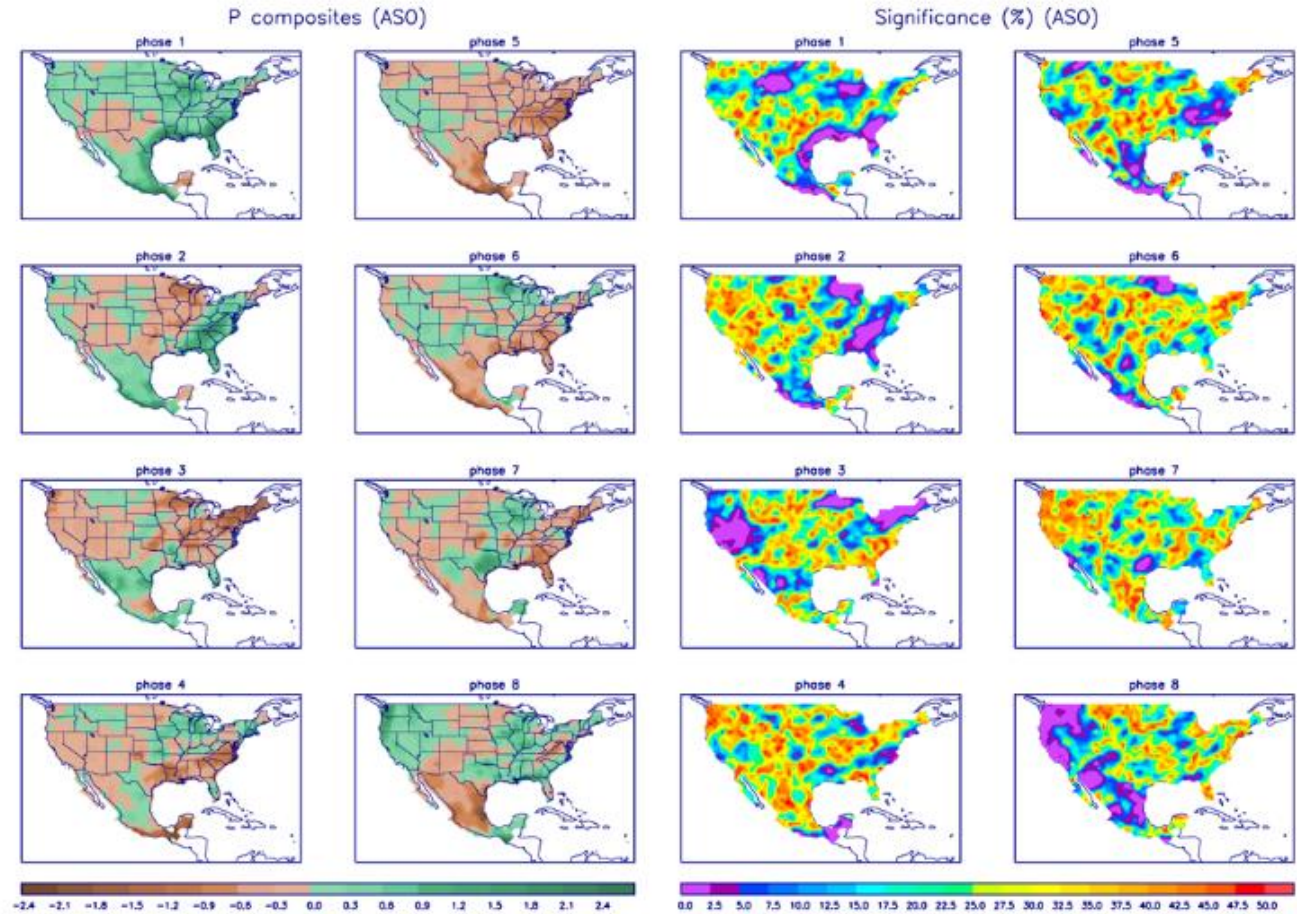 P composites (ASO)
Significance (%) (ASO)
phase 1
phase 5
phase 1
phase 5
phase 2
phase 6
phase 2
phase 6
phase 3
phase 7
phase 3
phase 7
phase 4
phase 8
phase 4
phase 8
-2.4 -2.1 -1.8 -1.5 -1.2 -0.9 -0.6 -0.3 0.0 0.3 0.6 0.9 1.2 1.5 1.8 2.1 2.4
0.0 2.5 5.0 7.5 10.0 12.5 15.0 17.5 20.0 22.5 25.0 27.5 30.0 32.5 35.0 37.5 40.0 42.5 45.0 47.5 50.0